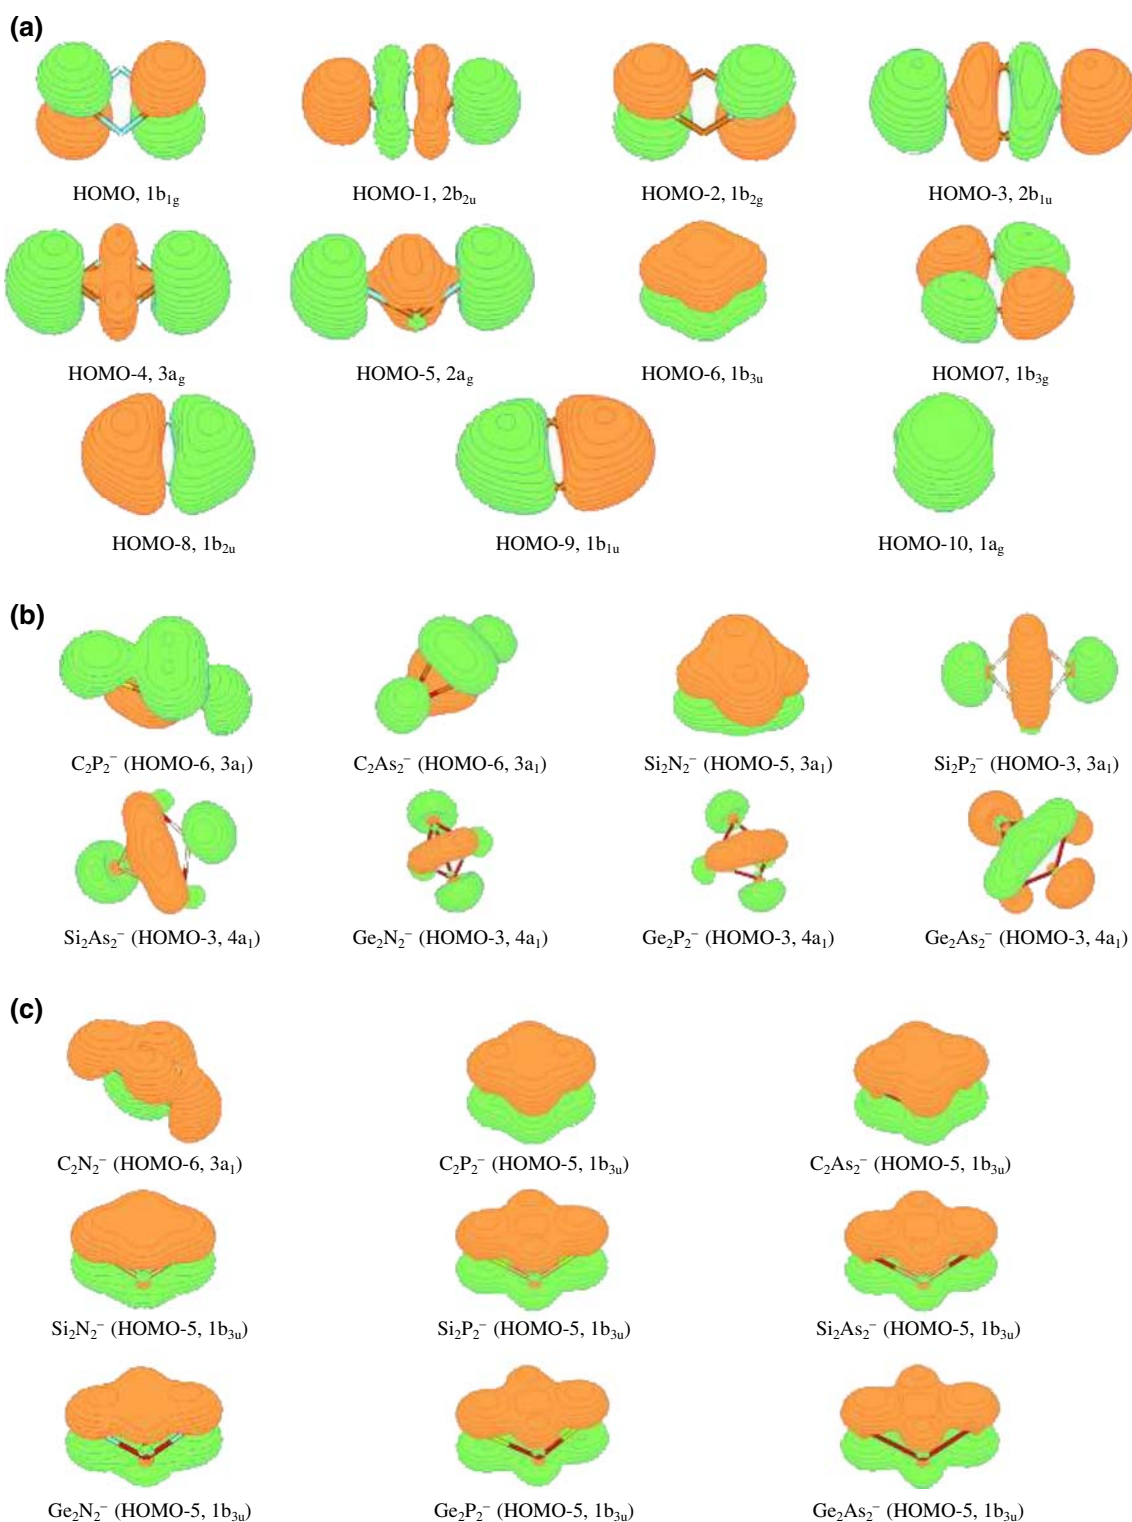 (a)
HOMO, 1b₁g HOMO-1, 2b₂ᵤ HOMO-2, 1b₂g HOMO-3, 2b₁ᵤ
HOMO-4, 3ag HOMO-5, 2ag HOMO-6, 1b₃ᵤ HOMO7, 1b₃g
HOMO-8, 1b₂ᵤ HOMO-9, 1b₁ᵤ HOMO-10, 1ag
(b)
C₂P₂⁻ (HOMO-6, 3a₁) C₂As₂⁻ (HOMO-6, 3a₁) Si₂N₂⁻ (HOMO-5, 3a₁) Si₂P₂⁻ (HOMO-3, 3a₁)
Si₂As₂⁻ (HOMO-3, 4a₁) Ge₂N₂⁻ (HOMO-3, 4a₁) Ge₂P₂⁻ (HOMO-3, 4a₁) Ge₂As₂⁻ (HOMO-3, 4a₁)
(c)
C₂N₂⁻ (HOMO-6, 3a₁) C₂P₂⁻ (HOMO-5, 1b₃ᵤ) C₂As₂⁻ (HOMO-5, 1b₃ᵤ)
Si₂N₂⁻ (HOMO-5, 1b₃ᵤ) Si₂P₂⁻ (HOMO-5, 1b₃ᵤ) Si₂As₂⁻ (HOMO-5, 1b₃ᵤ)
Ge₂N₂⁻ (HOMO-5, 1b₃ᵤ) Ge₂P₂⁻ (HOMO-5, 1b₃ᵤ) Ge₂As₂⁻ (HOMO-5, 1b₃ᵤ)